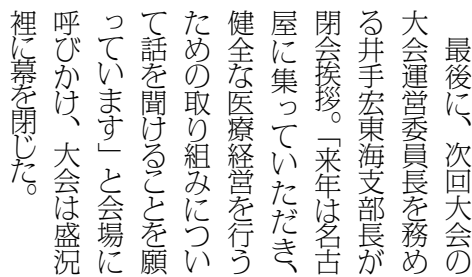 最後に、次回大会の
大会運営委員長を務め
る井手宏東海支部長が
閉会挨拶。「来年は名古
屋に集っていただき、
健全な医療経営を行う
ための取り組みについ
て話を聞けることを願
っています」と会場に
呼びかけ、大会は盛況
裡に幕を閉じた。